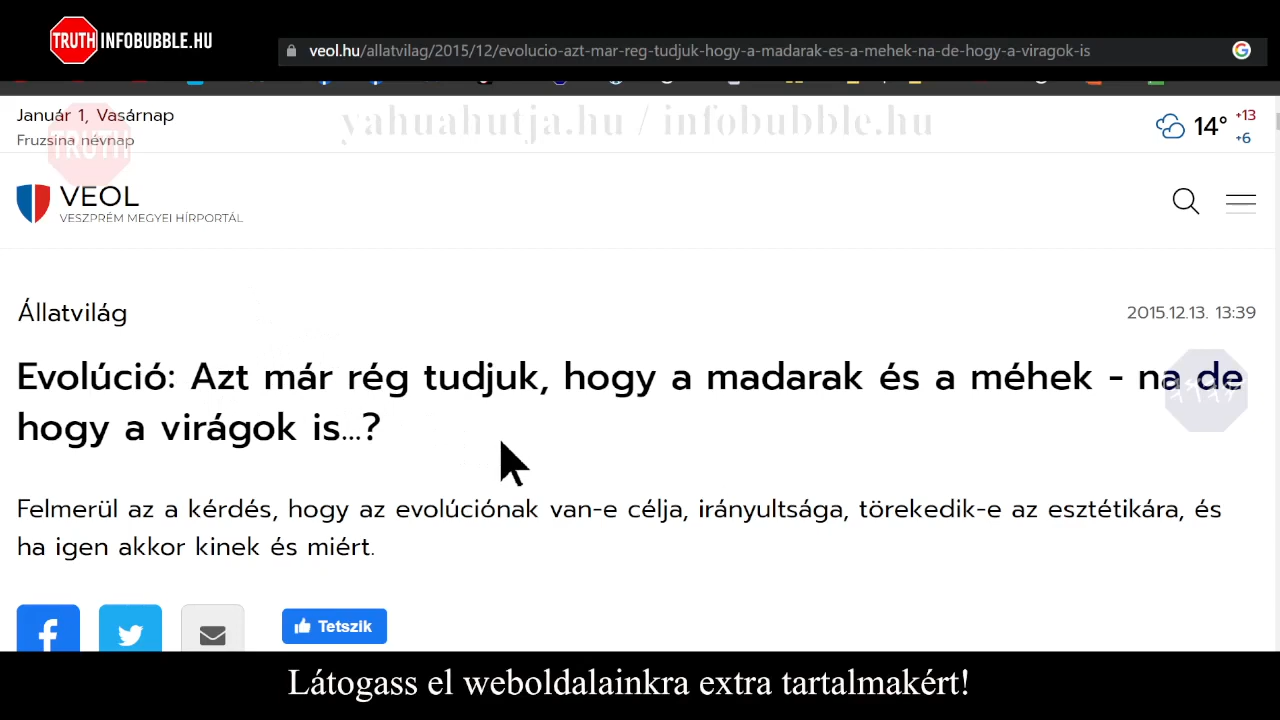 TRUTH INFOBUBBLE.HU
veol.hu/allatvilag/2015/12/evolucio-azt-mar-reg-tudjuk-hogy-a-madarak-es-a-mehek-na-de-hogy-a-viragok-is
G
Január 1, Vasárnap
Fruzsina névnap
TRUTH
yahuahutja.hu / infobubble.hu
14° +13
+6
VEOL
VESZPRÉM MEGYEI HÍRPORTÁL
Állatvilág
2015.12.13. 13:39
Evolúció: Azt már rég tudjuk, hogy a madarak és a méhek - na de
hogy a virágok is...?
Felmerül az a kérdés, hogy az evolúciónak van-e célja, irányultsága, törekedik-e az esztétikára, és
ha igen akkor kinek és miért.
Tetszik
Látogass el weboldalainkra extra tartalmakért!